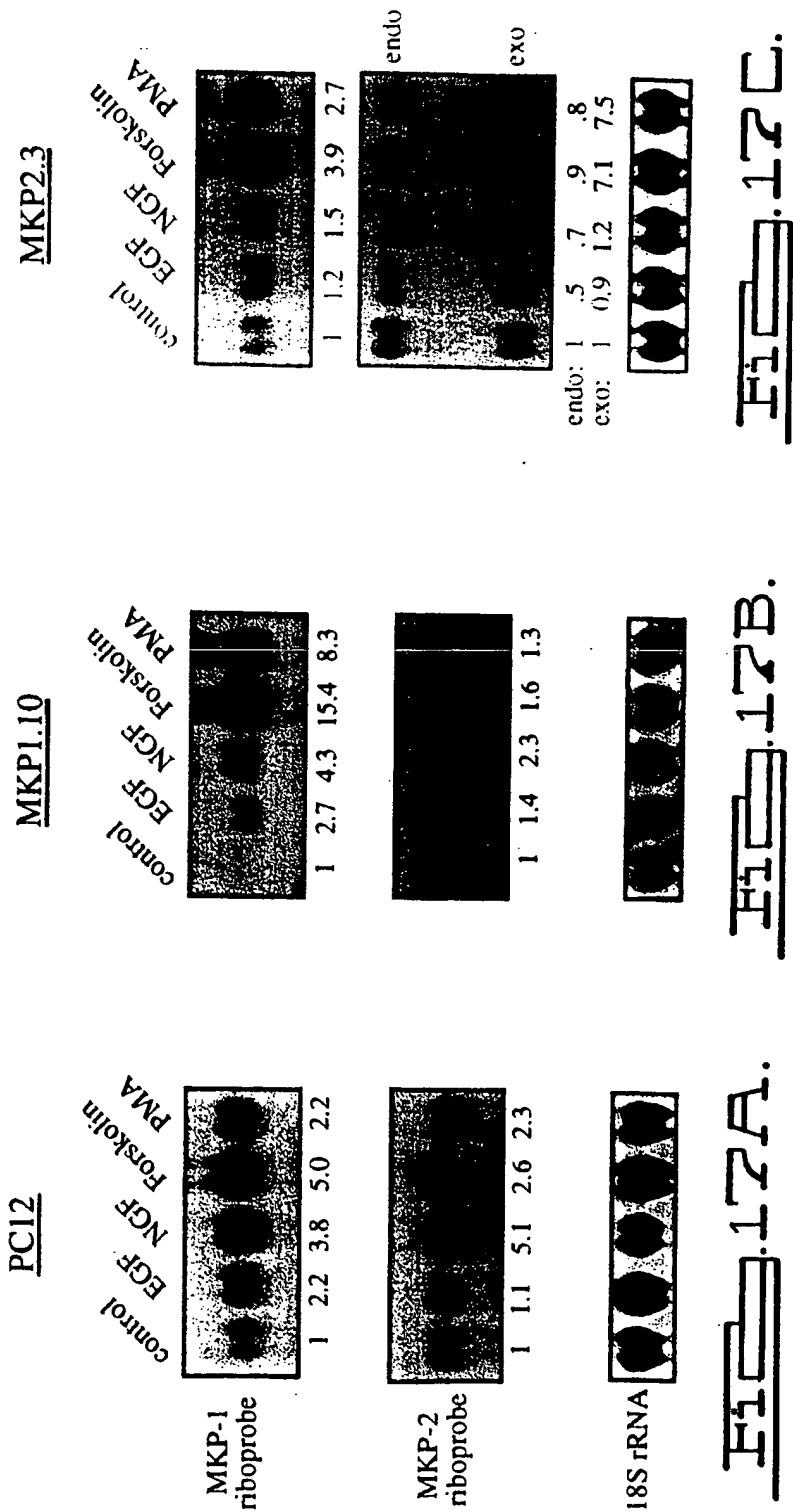 PC12
control EGF NGF Forskolin PMA
MKP-1
riboprobe
1 2.2 3.8 5.0 2.2
MKP-2
riboprobe
1 1.1 5.1 2.6 2.3
18S rRNA
Fig. 17A.
MKP1.10
control EGF NGF Forskolin PMA
1 2.7 4.3 15.4 8.3
1 1.4 2.3 1.6 1.3
Fig. 17B.
MKP2.3
control EGF NGF Forskolin PMA
1 1.2 1.5 3.9 2.7
endo
exo
endo: 1 .5 .7 .9 .8
exo: 1 0.9 1.2 7.1 7.5
Fig. 17C.